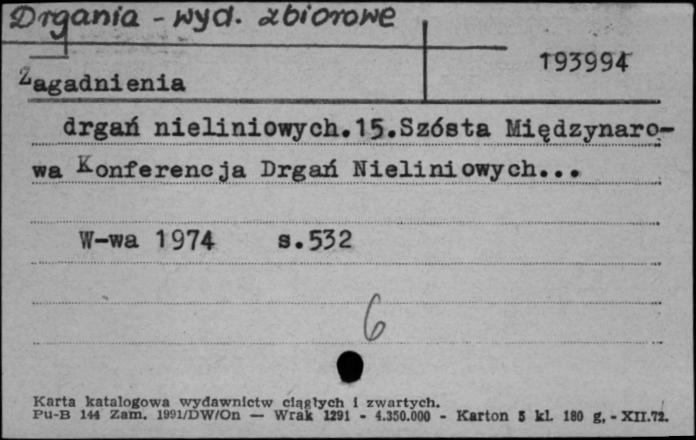 Drgania - wyd. zbiorowe
193994
Zagadnienia
drgań nieliniowych.15.Szósta Międzynaro-
wa Konferencja Drgań Nieliniowych...
W-wa 1974 s.532
6
Karta katalogowa wydawnictw ciągłych i zwartych.
Pu-B 144 Zam. 1991/DW/On — Wrak 1291 - 4.350.000 - Karton 5 kl. 180 g, - XII.72.